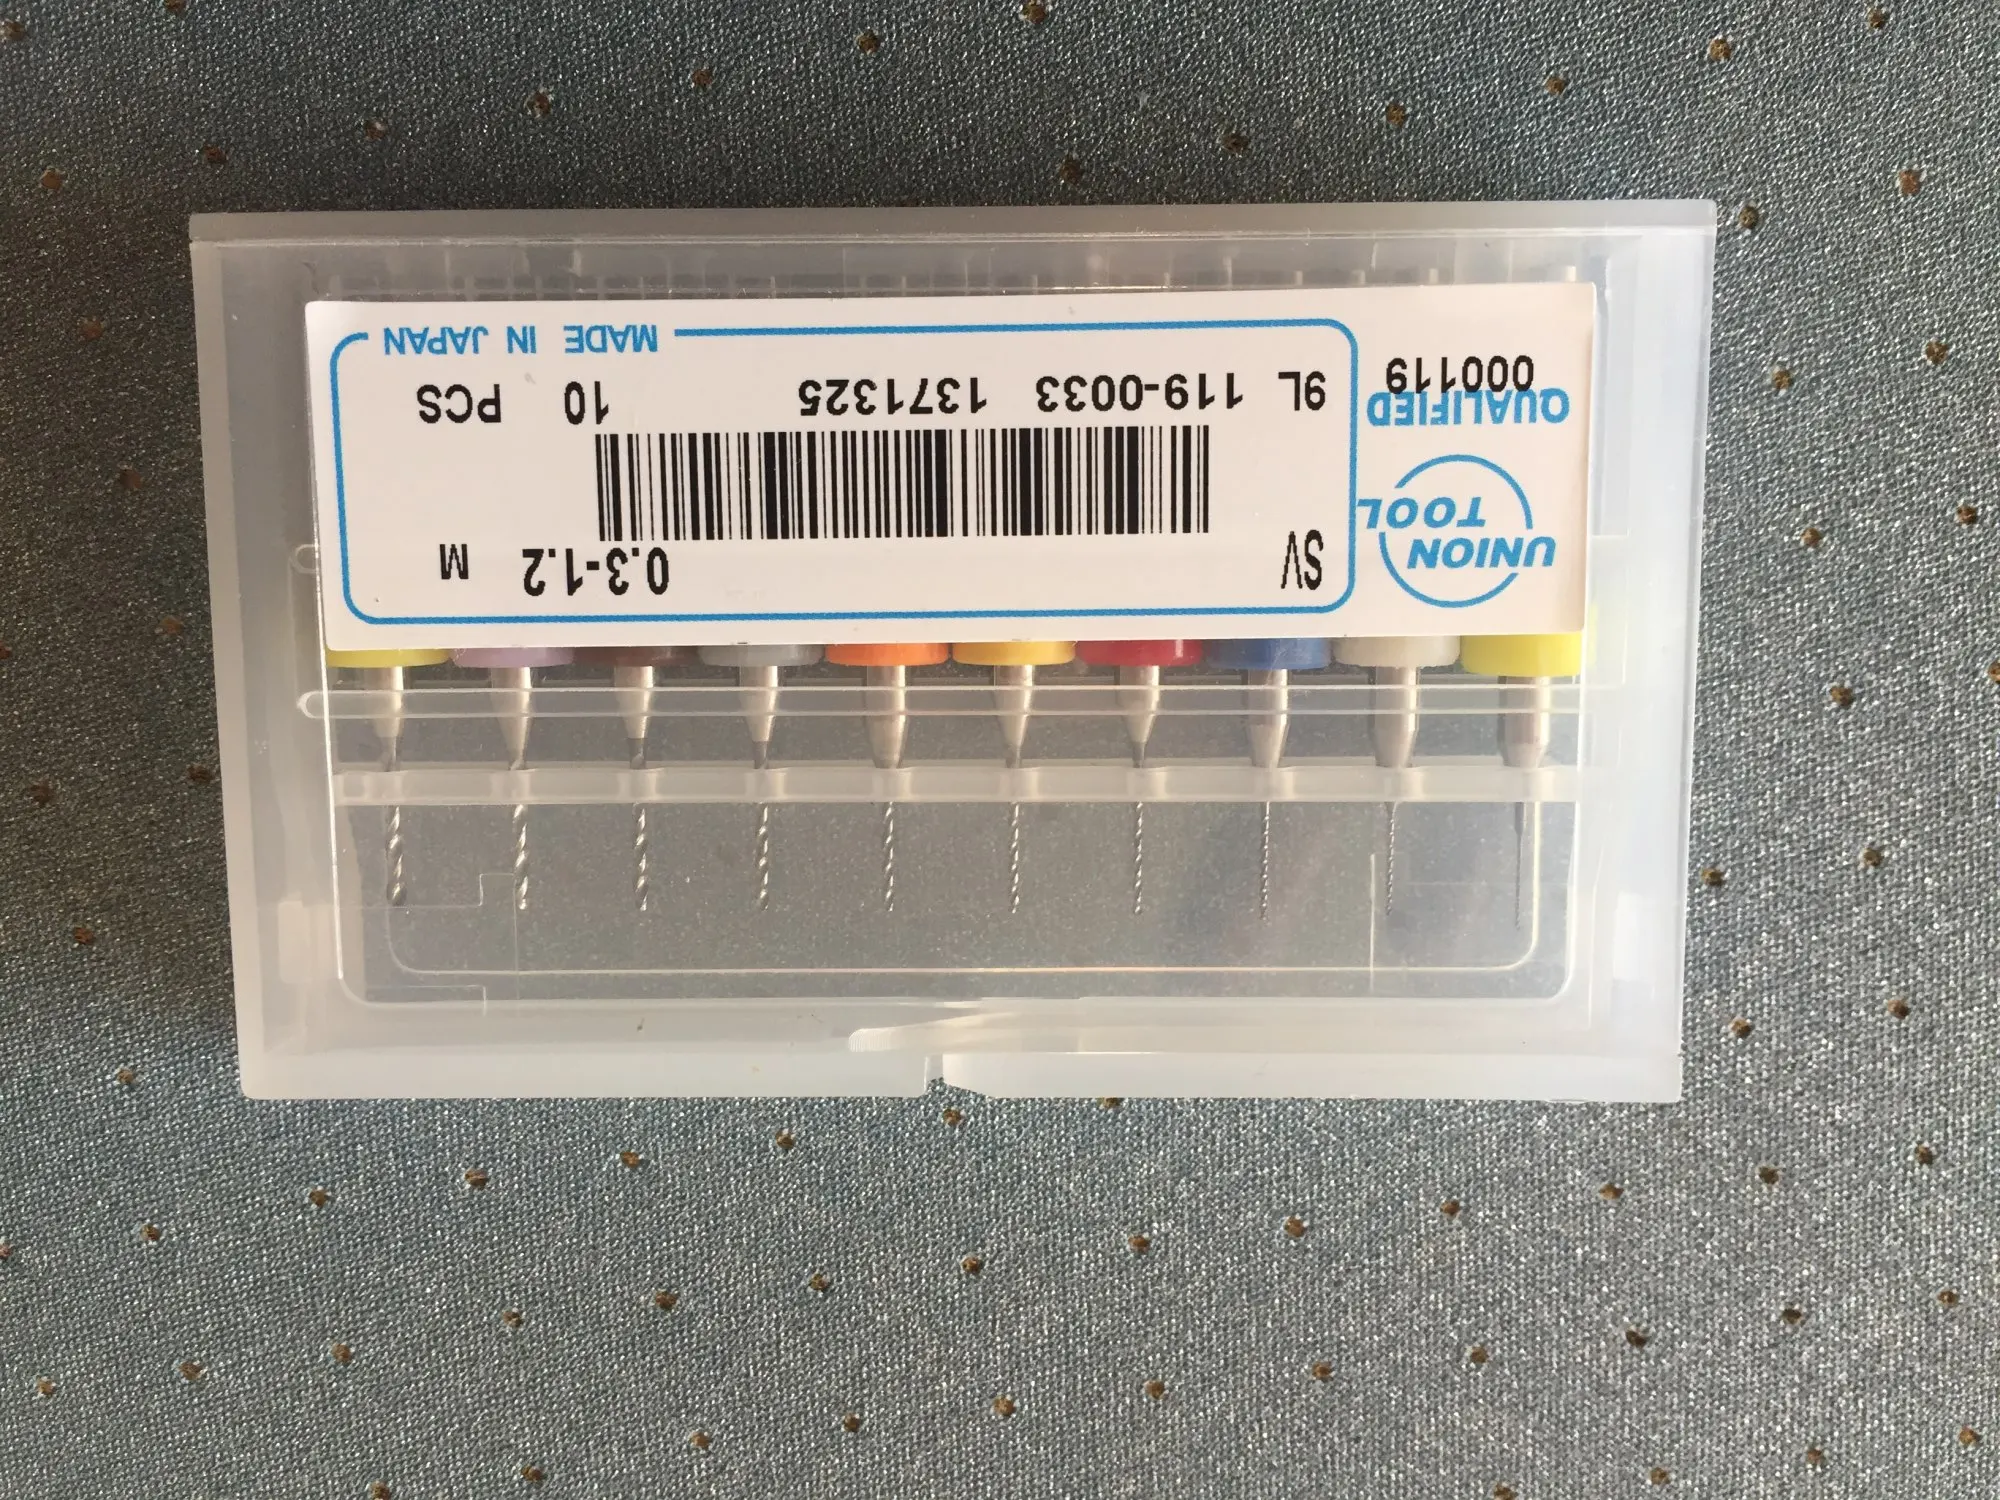 UNION
TOOL
QUALIFIED
000119
SV 0.3-1.2 M
9L 119-0033 1371325 10 PCS
MADE IN JAPAN